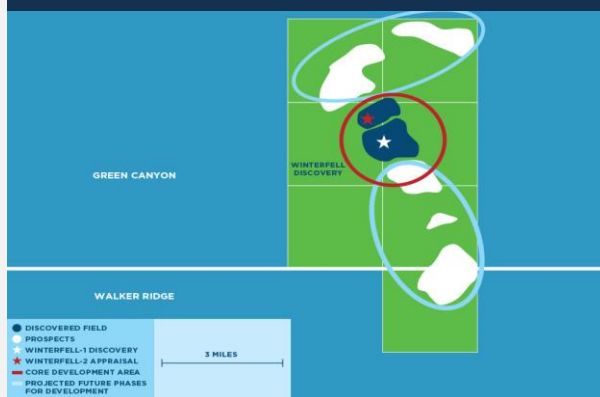 WINTERFELL
DISCOVERY
GREEN CANYON
WALKER RIDGE
DISCOVERED FIELD
PROSPECTS
WINTERFELL-1 DISCOVERY
WINTERFELL-2 APPRAISAL
CORE DEVELOPMENT AREA
PROJECTED FUTURE PHASES
FOR DEVELOPMENT
3 MILES